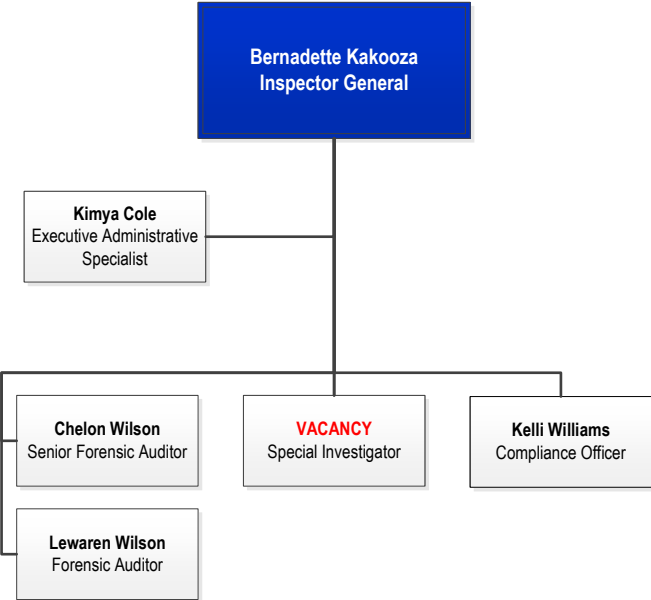 Bernadette Kakooza
Inspector General
Kimya Cole
Executive Administrative
Specialist
Chelon Wilson
Senior Forensic Auditor
VACANCY
Special Investigator
Kelli Williams
Compliance Officer
Lewaren Wilson
Forensic Auditor